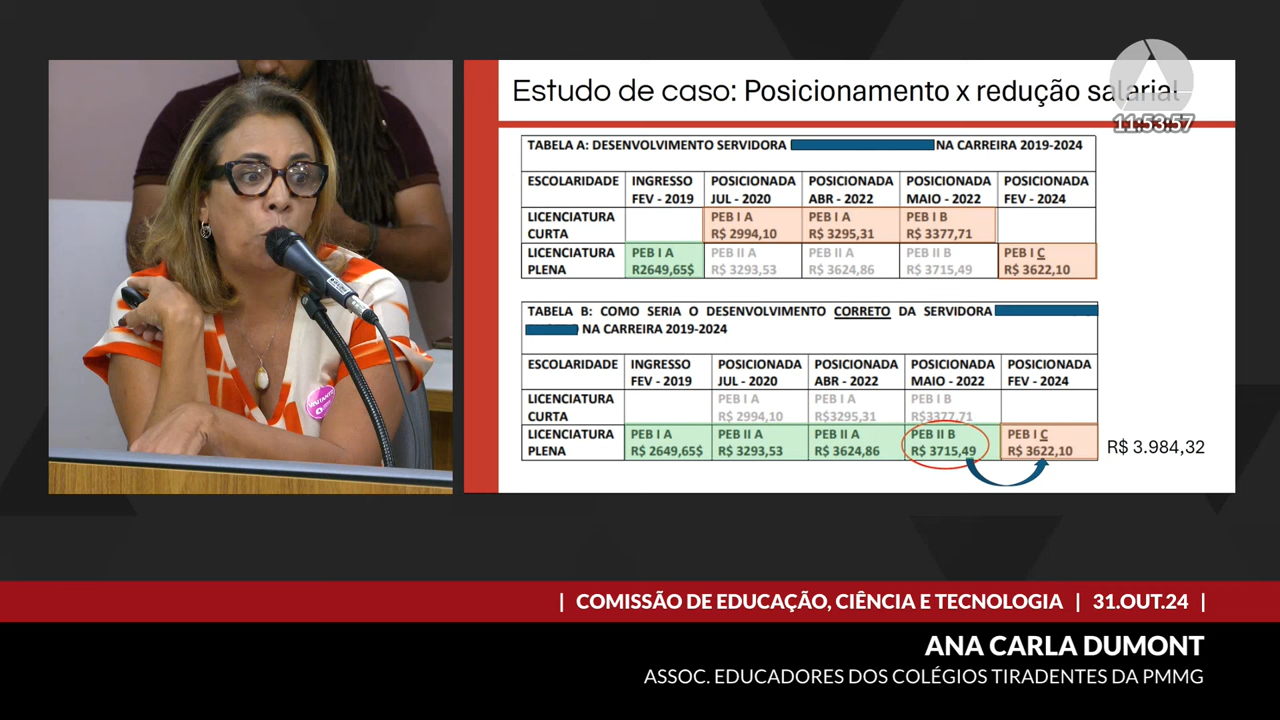 Estudo de caso: Posicionamento x redução salarial
11:53:57
TABELA A: DESENVOLVIMENTO SERVIDORA NA CARREIRA 2019-2024
ESCOLARIDADE INGRESSO POSICIONADA POSICIONADA POSICIONADA POSICIONADA
FEV - 2019 JUL - 2020 ABR - 2022 MAIO - 2022 FEV - 2024
LICENCIATURA PEB I A PEB I A PEB I B
CURTA R$ 2994,10 R$ 3295,31 R$ 3377,71
LICENCIATURA PEB I A PEB II A PEB II A PEB II B PEB I C
PLENA R2649,65$ R$ 3293,53 R$ 3624,86 R$ 3715,49 R$ 3622,10
TABELA B: COMO SERIA O DESENVOLVIMENTO CORRETO DA SERVIDORA
NA CARREIRA 2019-2024
ESCOLARIDADE INGRESSO POSICIONADA POSICIONADA POSICIONADA POSICIONADA
FEV - 2019 JUL - 2020 ABR - 2022 MAIO - 2022 FEV - 2024
LICENCIATURA PEB I A PEB I A PEB I B
CURTA R$ 2994,10 R$3295,31 R$3377,71
LICENCIATURA PEB I A PEB II A PEB II A PEB II B PEB I C
PLENA R$ 2649,65$ R$ 3293,53 R$ 3624,86 R$ 3715,49 R$ 3622,10
R$ 3.984,32
| COMISSÃO DE EDUCAÇÃO, CIÊNCIA E TECNOLOGIA | 31.OUT.24 |
ANA CARLA DUMONT
ASSOC. EDUCADORES DOS COLÉGIOS TIRADENTES DA PMMG